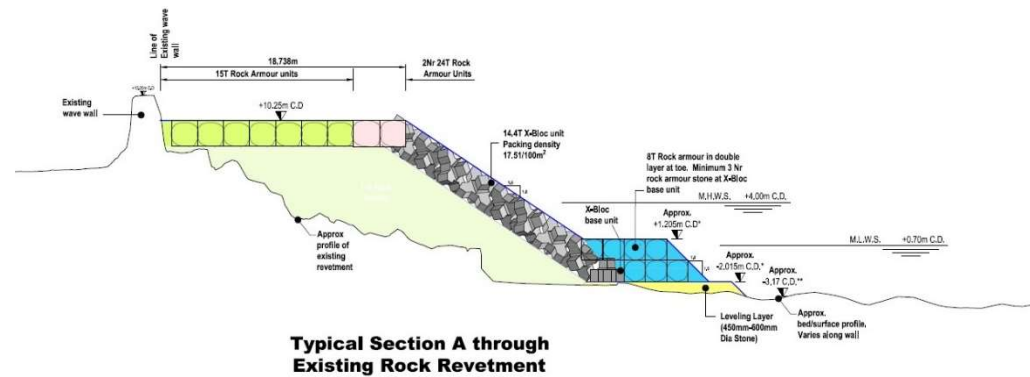 Line of
Existing wave
wall
18,738m
15T Rock Armour units
2Nr 24T Rock
Armour Units
Existing
wave wall
+10.25m C.D
14.4T X-Bloc unit
Packing density
17.51/100m²
8T Rock armour in double
layer at toe. Minimum 3 Nr
rock armour stone at X-Bloc
base unit
M.H.W.S. +4,00m C.D.
X-Bloc
base unit
Approx.
+1.205m C.D*
M.L.W.S. +0.70m C.D.
Approx
profile of
existing
revetment
Approx.
-2.015m C.D.*
Approx.
-3,17 C.D.**
Leveling Layer
(450mm-600mm
Dia Stone)
Approx.
bed/surface profile.
Varies along wall
Typical Section A through
Existing Rock Revetment